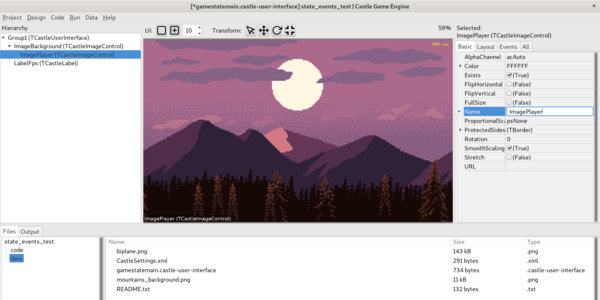 [*gamestatemain.castle-user-interface] state_events_test | Castle Game Engine
Project Design Code Run Data Help
Hierarchy:
Group1 (TCastleUserInterface)
ImageBackground (TCastleImageControl)
ImagePlayer (TCastleImageControl)
LabelFps (TCastleLabel)
UI: 10 Transform: 59%
ImagePlayer (TCastleImageControl)
Selected:
ImagePlayer (TCastleImageControl):
Basic Layout Events All
AlphaChannel acAuto
Color FFFFFF
Exists (True)
FlipHorizontal (False)
FlipVertical (False)
FullSize (False)
Name ImagePlayer
ProportionalSca psNone
ProtectedSides (TBorder)
Rotation 0
SmoothScaling (True)
Stretch (False)
URL
Files Output
state_events_test
code
data
Name Size Type
biplane.png 143 kB .png
CastleSettings.xml 291 bytes .xml
gamestatemain.castle-user-interface 734 bytes .castle-user-interface
mountains_background.png 11 kB .png
README.txt 132 bytes .txt